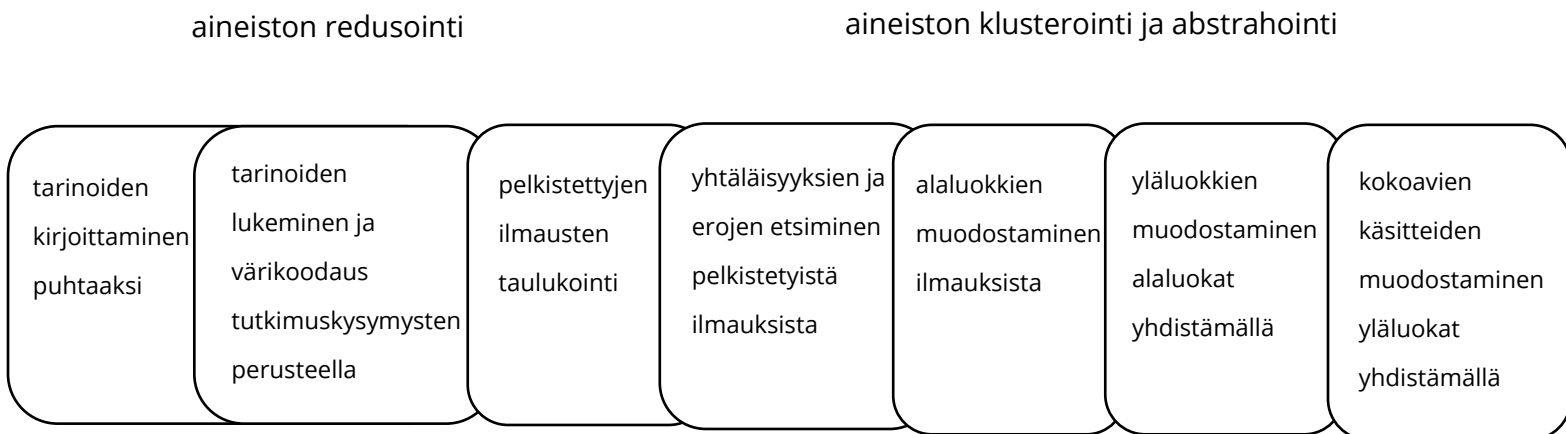 aineiston redusointi
aineiston klusterointi ja abstrahointi
tarinoiden
kirjoittaminen
puhtaaksi
tarinoiden
lukeminen ja
värikoodaus
tutkimuskysymysten
perusteella
pelkistettyjen
ilmausten
taulukointi
yhtäläisyyksien ja
erojen etsiminen
pelkistetyistä
ilmauksista
alaluokkien
muodostaminen
ilmauksista
yläluokkien
muodostaminen
alaluokat
yhdistämällä
kokoavien
käsitteiden
muodostaminen
yläluokat
yhdistämällä